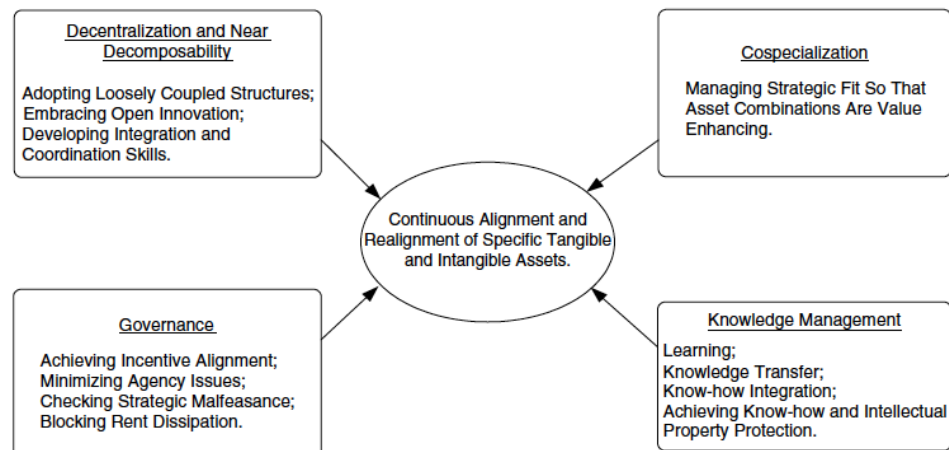 Decentralization and Near
Decomposability
Adopting Loosely Coupled Structures;
Embracing Open Innovation;
Developing Integration and
Coordination Skills.
Cospecialization
Managing Strategic Fit So That
Asset Combinations Are Value
Enhancing.
Continuous Alignment and
Realignment of Specific Tangible
and Intangible Assets.
Governance
Achieving Incentive Alignment;
Minimizing Agency Issues;
Checking Strategic Malfeasance;
Blocking Rent Dissipation.
Knowledge Management
Learning;
Knowledge Transfer;
Know-how Integration;
Achieving Know-how and Intellectual
Property Protection.